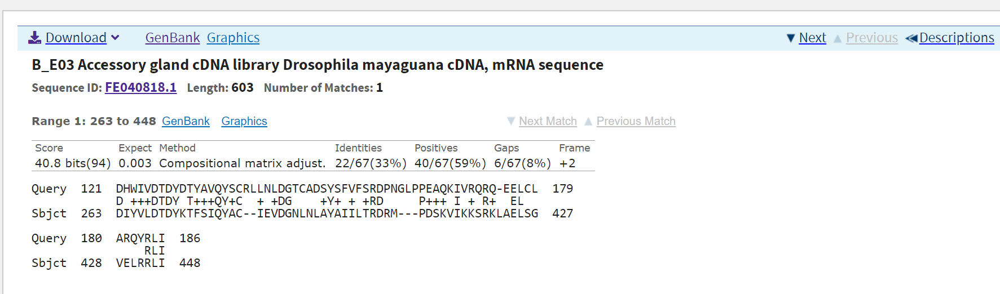 Download GenBank Graphics Next Previous Descriptions
B_E03 Accessory gland cDNA library Drosophila mayaguana cDNA, mRNA sequence
Sequence ID: FE040818.1 Length: 603 Number of Matches: 1
Range 1: 263 to 448 GenBank Graphics Next Match Previous Match
Score Expect Method Identities Positives Gaps Frame
40.8 bits(94) 0.003 Compositional matrix adjust. 22/67(33%) 40/67(59%) 6/67(8%) +2
Query  121  DHWIVDTDYDTYAVQYSCRLLNLDGTCADSYSFVFSRDPNGLPPEAQKIVRQRQ-EELCL  179
            D +++DTDY T+++QY+C  + +DG    +Y+ + +RD     P+++ I + R+  EL
Sbjct  263  DIYVLDTDYKTFSIQYAC--IEVDGNLNLAYAIILTRDRM---PDSKVIKKSRKLAELSG  427
Query  180  ARQYRLI  186
                RLI
Sbjct  428  VELRRLI  448